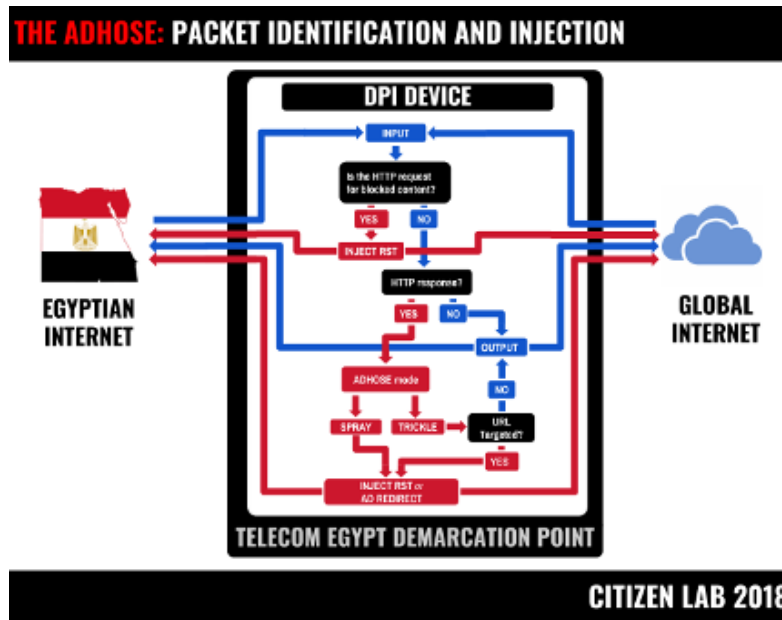 THE ADHOSE: PACKET IDENTIFICATION AND INJECTION
DPI DEVICE
INPUT
Is the HTTP request
for blocked content?
YES
NO
INJECT RST
HTTP response?
YES
NO
EGYPTIAN
INTERNET
GLOBAL
INTERNET
OUTPUT
ADHOSE mode
NO
SPRAY
TRICKLE
URL
Targeted?
YES
INJECT RST or
AD REDIRECT
TELECOM EGYPT DEMARCATION POINT
CITIZEN LAB 2018